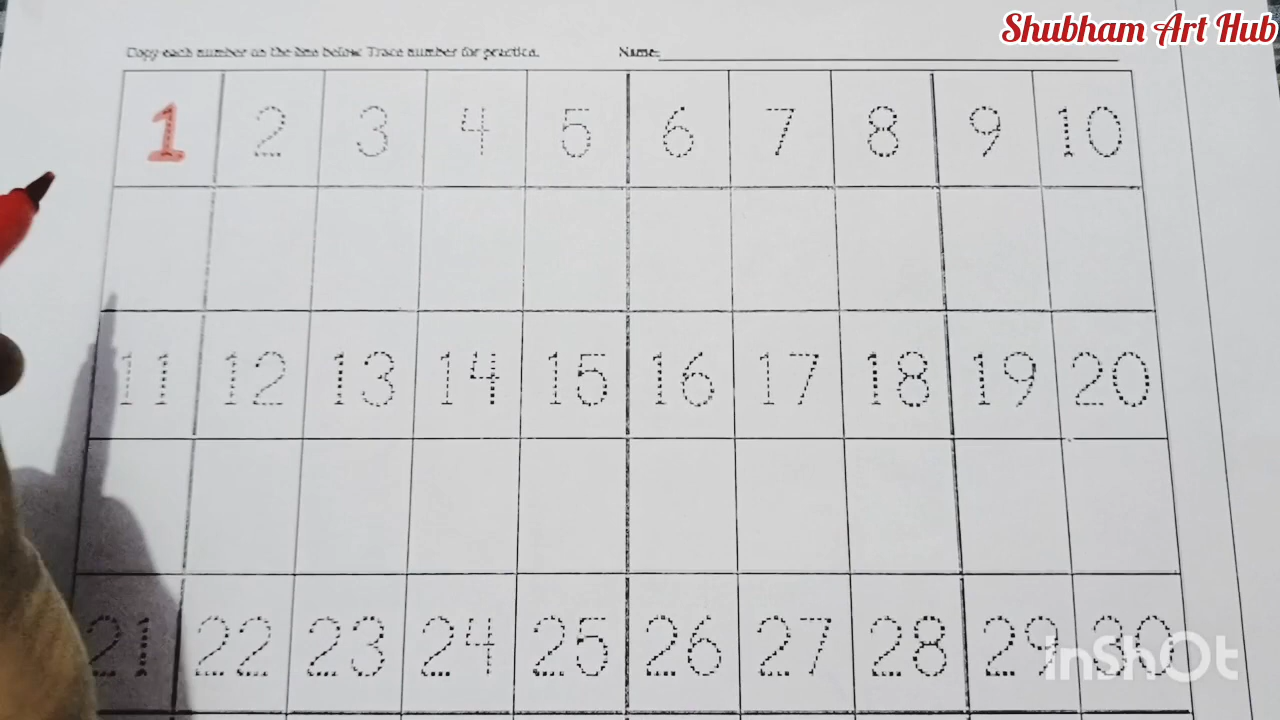 Shubham Art Hub
Copy each number on the line below. Trace number for practice. Name:
1 2 3 4 5 6 7 8 9 10
11 12 13 14 15 16 17 18 19 20
21 22 23 24 25 26 27 28 29 30
InShOt